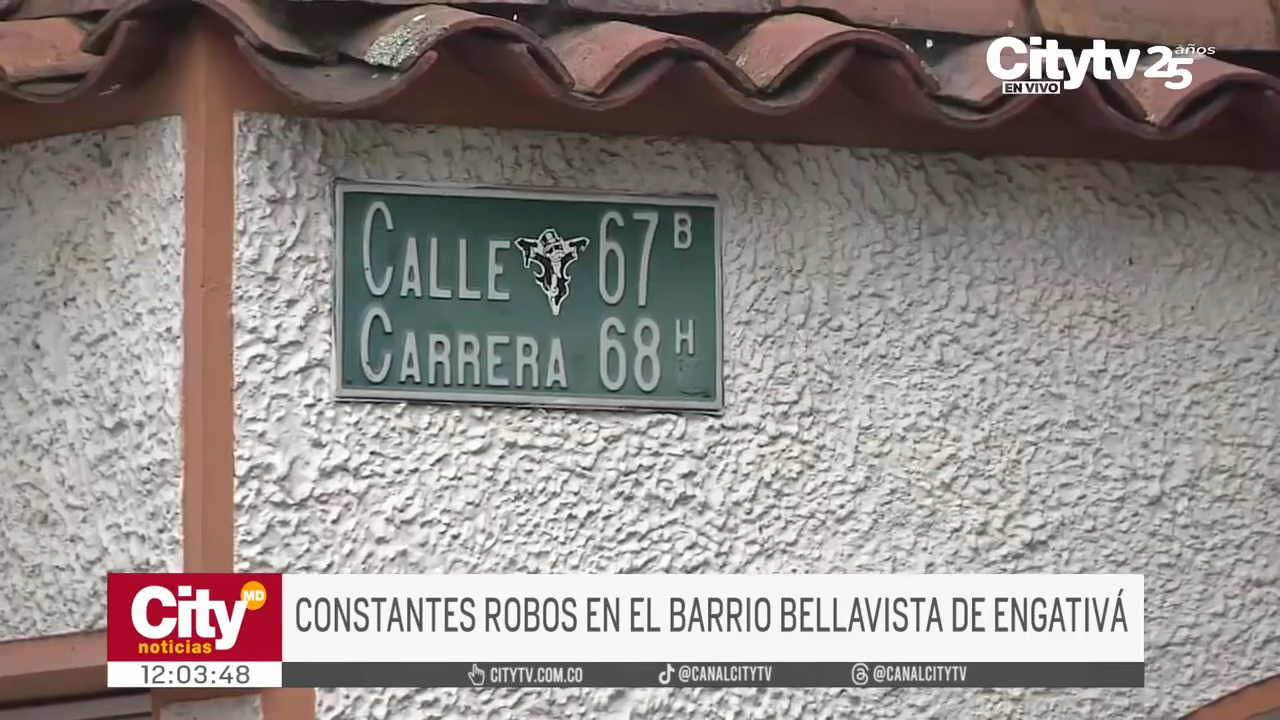 Citytv 25 años
EN VIVO
CALLE 67 B
CARRERA 68 H
City MD
noticias
CONSTANTES ROBOS EN EL BARRIO BELLAVISTA DE ENGATIVÁ
12:03:48
CITYTV.COM.CO @CANALCITYTV @CANALCITYTV